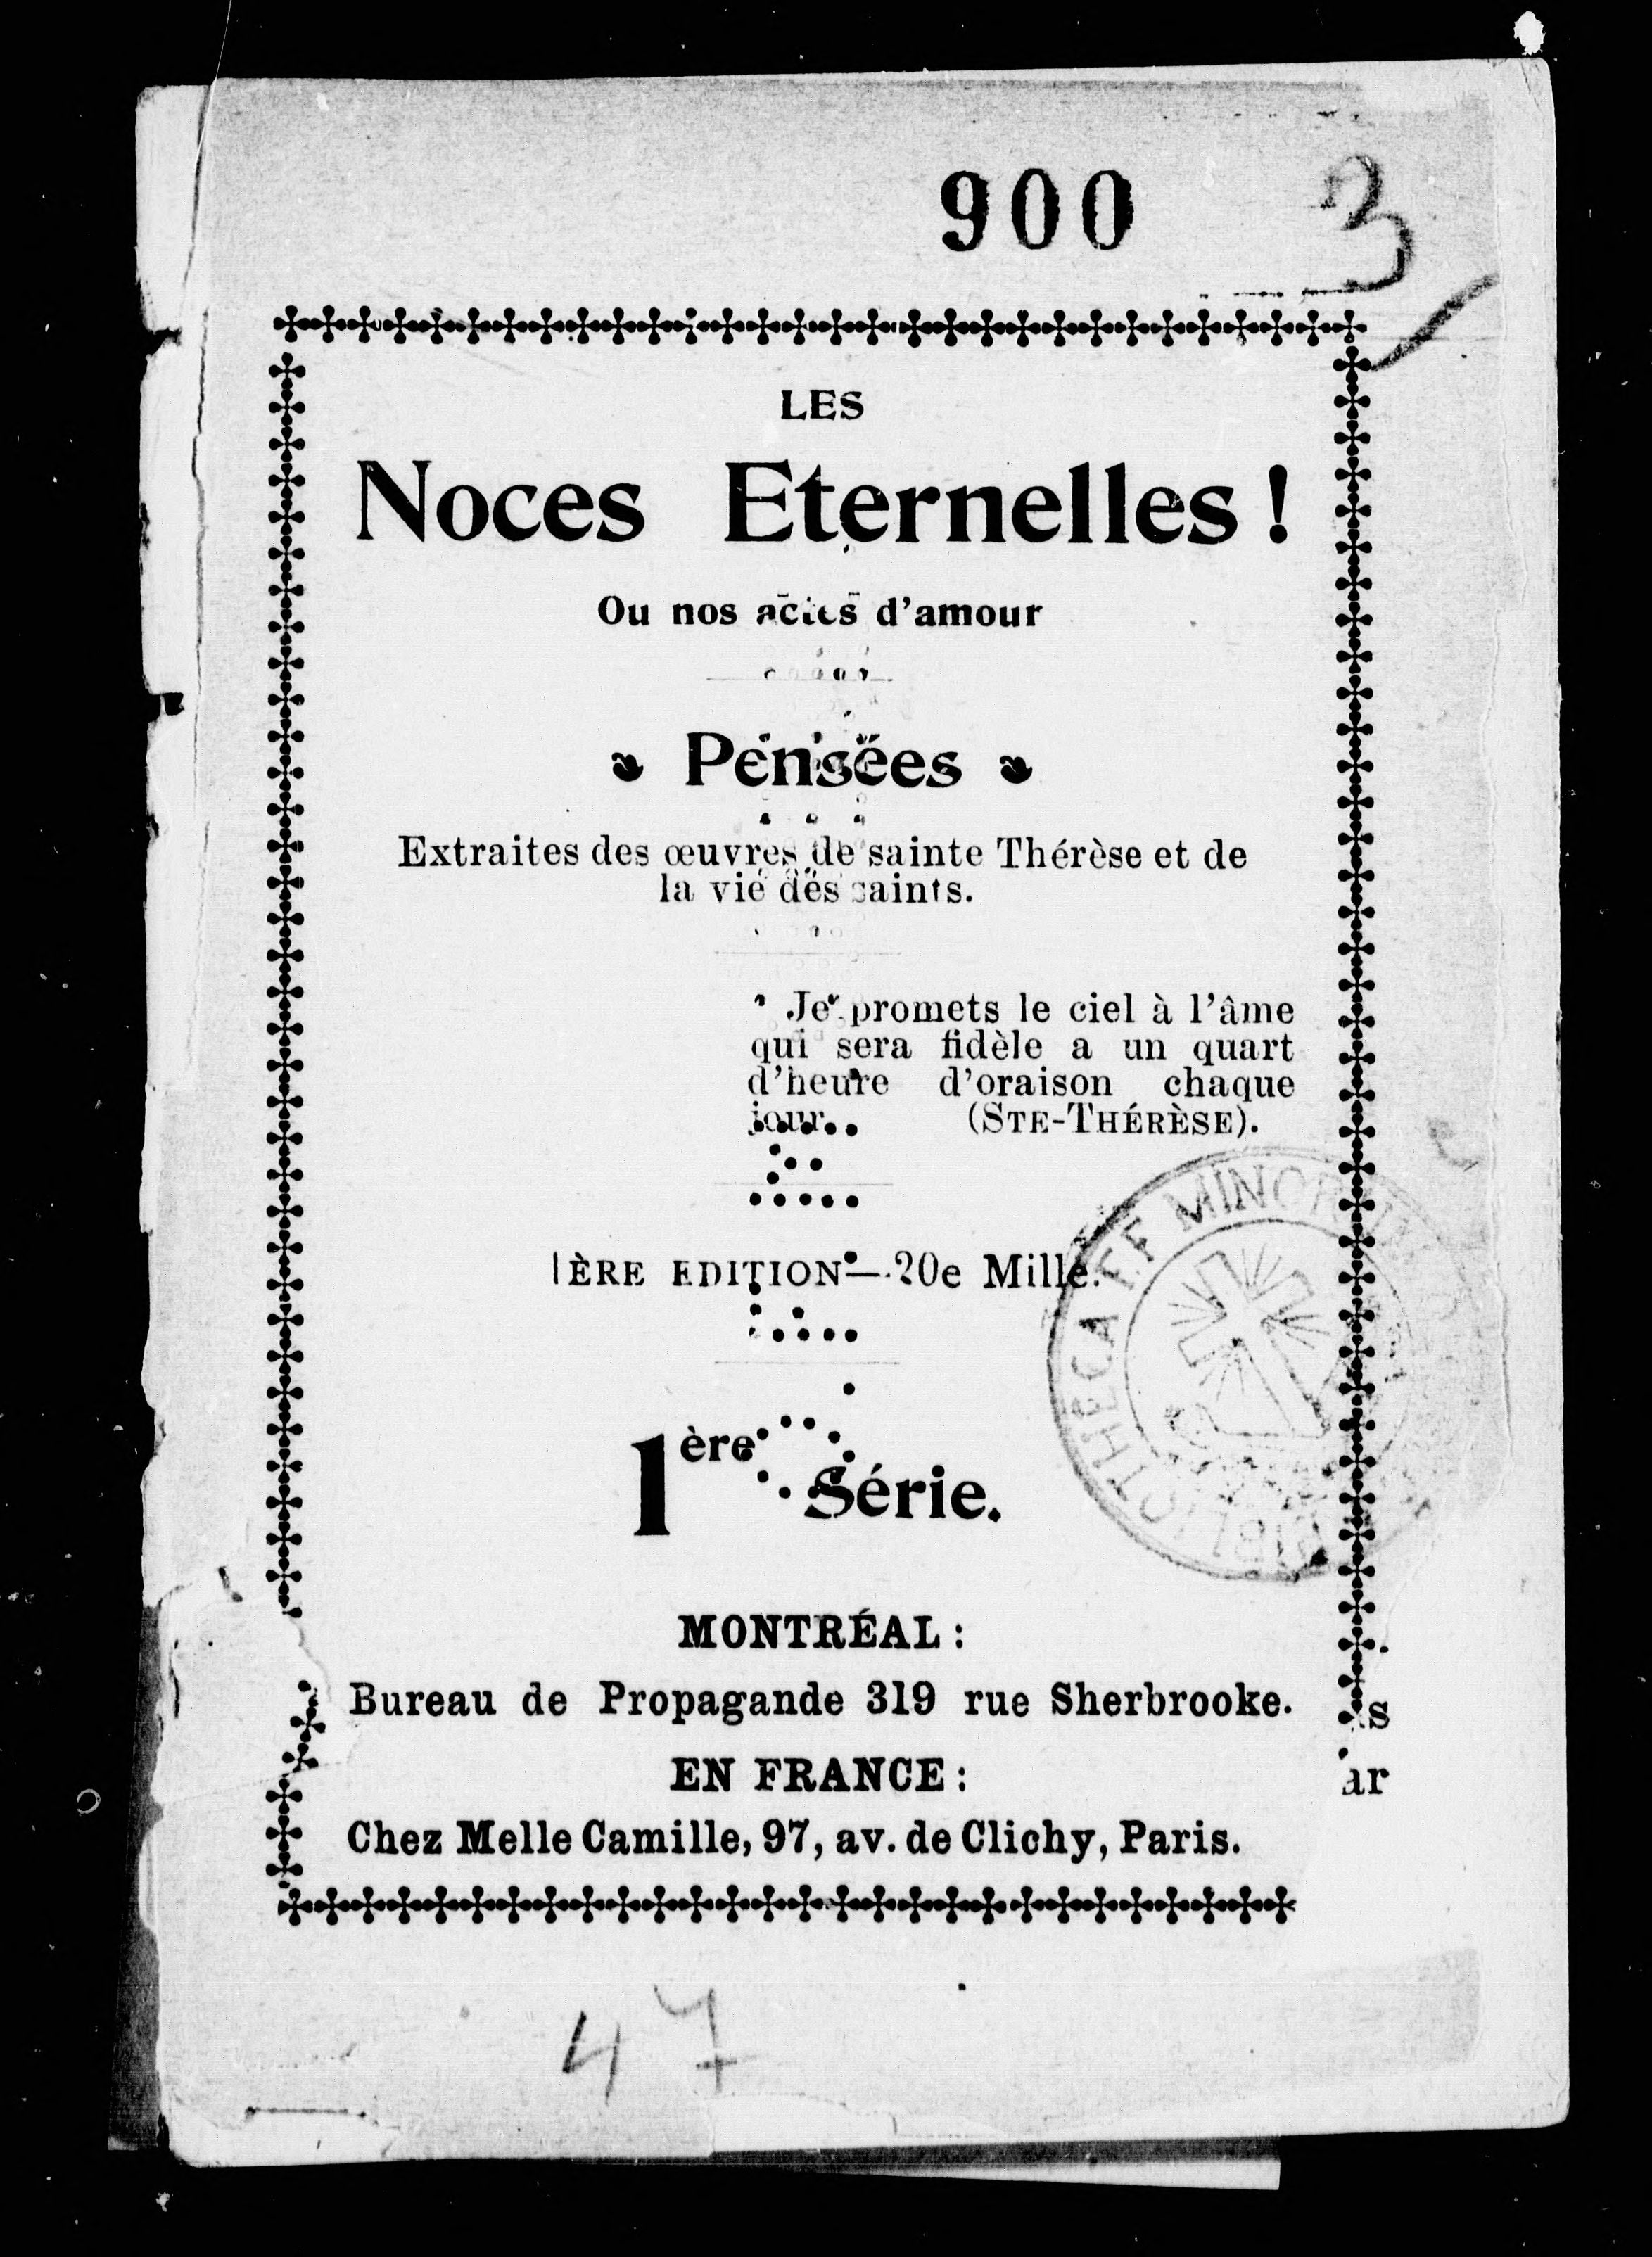 900
3
LES
Noces Eternelles !
Ou nos actes d'amour
Pensées
Extraites des œuvres de sainte Thérèse et de
la vie des saints.
Je promets le ciel à l'âme
qui sera fidèle a un quart
d'heure d'oraison chaque
jour. (STE-THÉRÈSE).
1ÈRE EDITION—20e Mille.
1ère Série.
MONTRÉAL :
Bureau de Propagande 319 rue Sherbrooke.
s
EN FRANCE :
ar
Chez Melle Camille, 97, av. de Clichy, Paris.
47